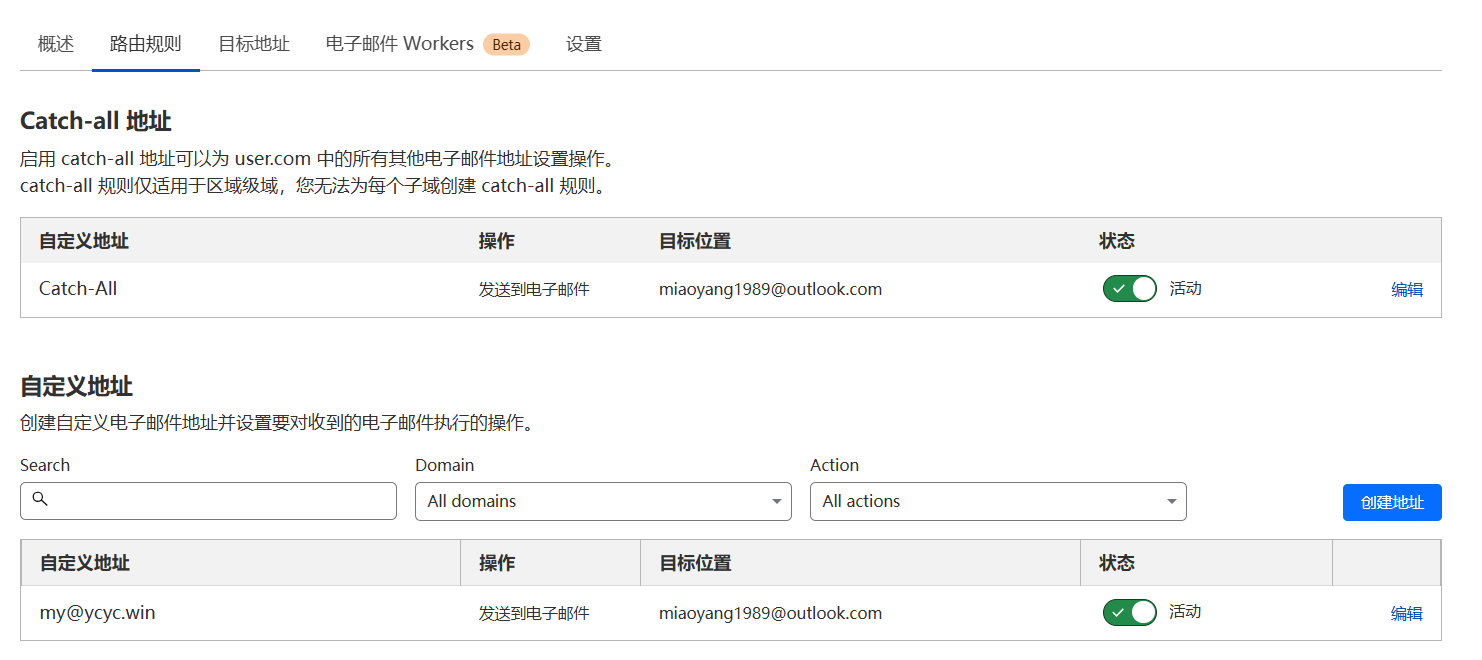 概述 路由规则 目标地址 电子邮件 Workers Beta 设置
Catch-all 地址
启用 catch-all 地址可以为 user.com 中的所有其他电子邮件地址设置操作。
catch-all 规则仅适用于区域级域，您无法为每个子域创建 catch-all 规则。
自定义地址 操作 目标位置 状态
Catch-All 发送到电子邮件 miaoyang1989@outlook.com 活动 编辑
自定义地址
创建自定义电子邮件地址并设置要对收到的电子邮件执行的操作。
Search Domain Action
All domains All actions 创建地址
自定义地址 操作 目标位置 状态
my@ycyc.win 发送到电子邮件 miaoyang1989@outlook.com 活动 编辑